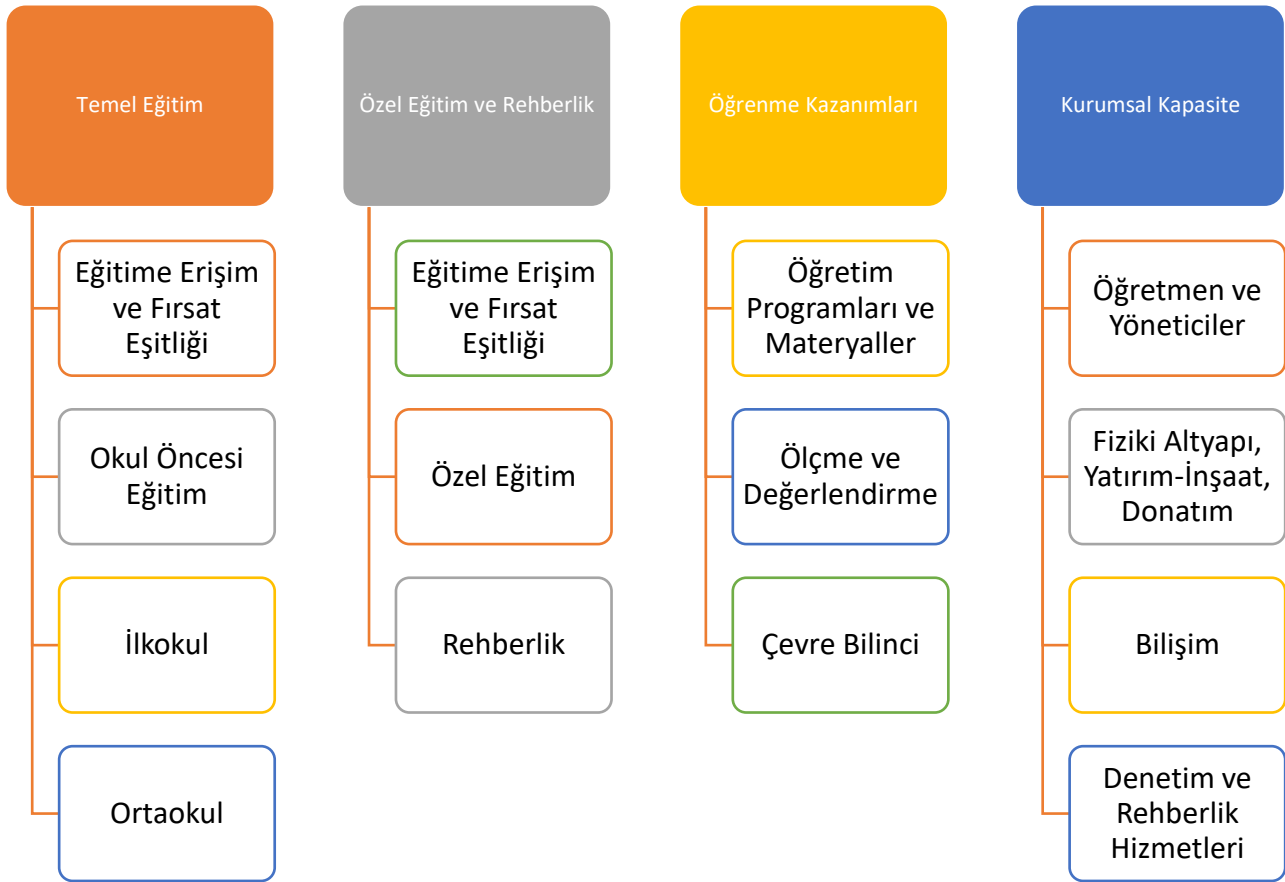 Temel Eğitim
Eğitime Erişim
ve Fırsat
Eşitliği
Okul Öncesi
Eğitim
İlkokul
Ortaokul
Özel Eğitim ve Rehberlik
Eğitime Erişim
ve Fırsat
Eşitliği
Özel Eğitim
Rehberlik
Öğrenme Kazanımları
Öğretim
Programları ve
Materyaller
Ölçme ve
Değerlendirme
Çevre Bilinci
Kurumsal Kapasite
Öğretmen ve
Yöneticiler
Fiziki Altyapı,
Yatırım-İnşaat,
Donatım
Bilişim
Denetim ve
Rehberlik
Hizmetleri